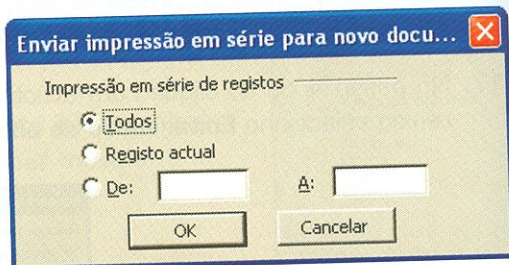 Enviar impressão em série para novo docu...
Impressão em série de registos
Todos
Registo actual
De: A:
OK Cancelar